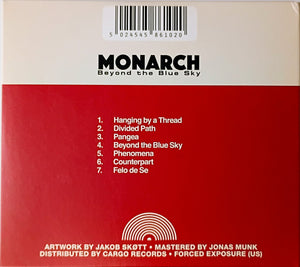 5 024545 861020
MONARCH
Beyond the Blue Sky
1. Hanging by a Thread
2. Divided Path
3. Pangea
4. Beyond the Blue Sky
5. Phenomena
6. Counterpart
7. Felo de Se
ARTWORK BY JAKOB SKØTT • MASTERED BY JONAS MUNK
DISTRIBUTED BY CARGO RECORDS • FORCED EXPOSURE (US)